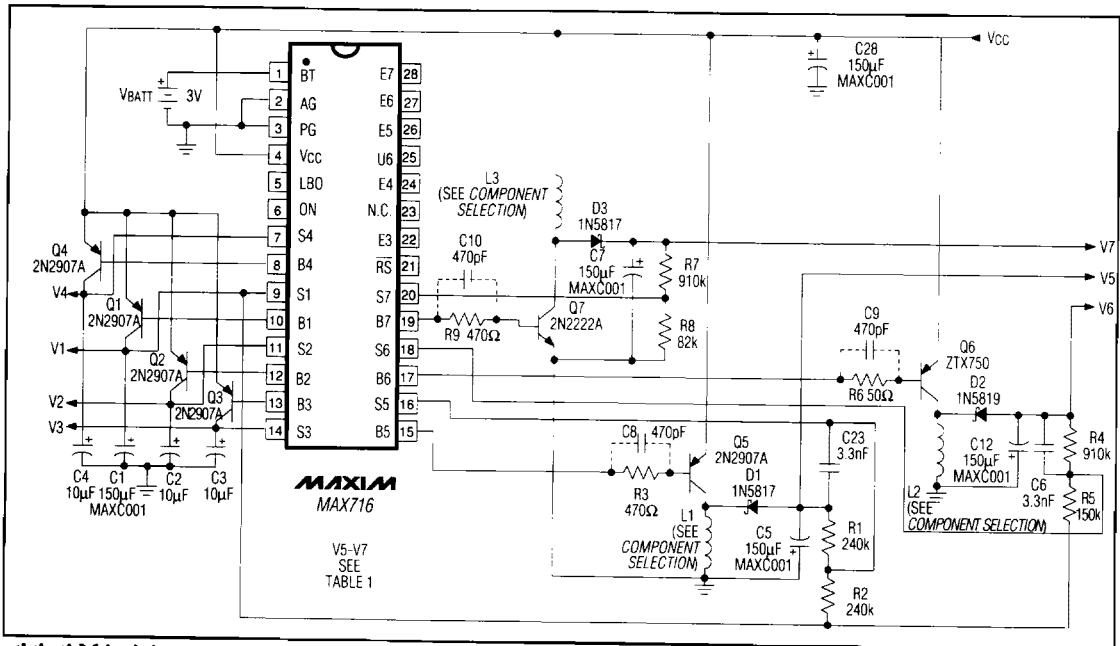 VCC
C28
150µF
MAXC001
VBATT
3V
1 BT
2 AG
3 PG
4 VCC
5 LBO
6 ON
7 S4
8 B4
9 S1
10 B1
11 S2
12 B2
13 B3
14 S3
E7 28
E6 27
E5 26
U6 25
E4 24
N.C. 23
E3 22
RS 21
S7 20
B7 19
S6 18
B6 17
S5 16
B5 15
MAXIM
MAX716
V5-V7
SEE
TABLE 1
Q4
2N2907A
V4
Q1
2N2907A
V1
Q2
2N2907A
V2
Q3
2N2907A
V3
C4
10µF
C1
150µF
MAXC001
C2
10µF
C3
10µF
L3
(SEE COMPONENT
SELECTION)
D3
1N5817
C7
150µF
MAXC001
R7
910k
V7
V5
V6
C10
470pF
R9 470Ω
Q7
2N2222A
R8
82k
C9
470pF
R6 50Ω
Q6
ZTX750
D2
1N5819
C8 470pF
R3
470Ω
Q5
2N2907A
D1
1N5817
C23
3.3nF
L1
(SEE
COMPONENT
SELECTION)
C5
150µF
MAXC001
R1
240k
R2
240k
L2
(SEE
COMPONENT SELECTION)
C12
150µF
MAXC001
C6
3.3nF
R4
910k
R5
150k